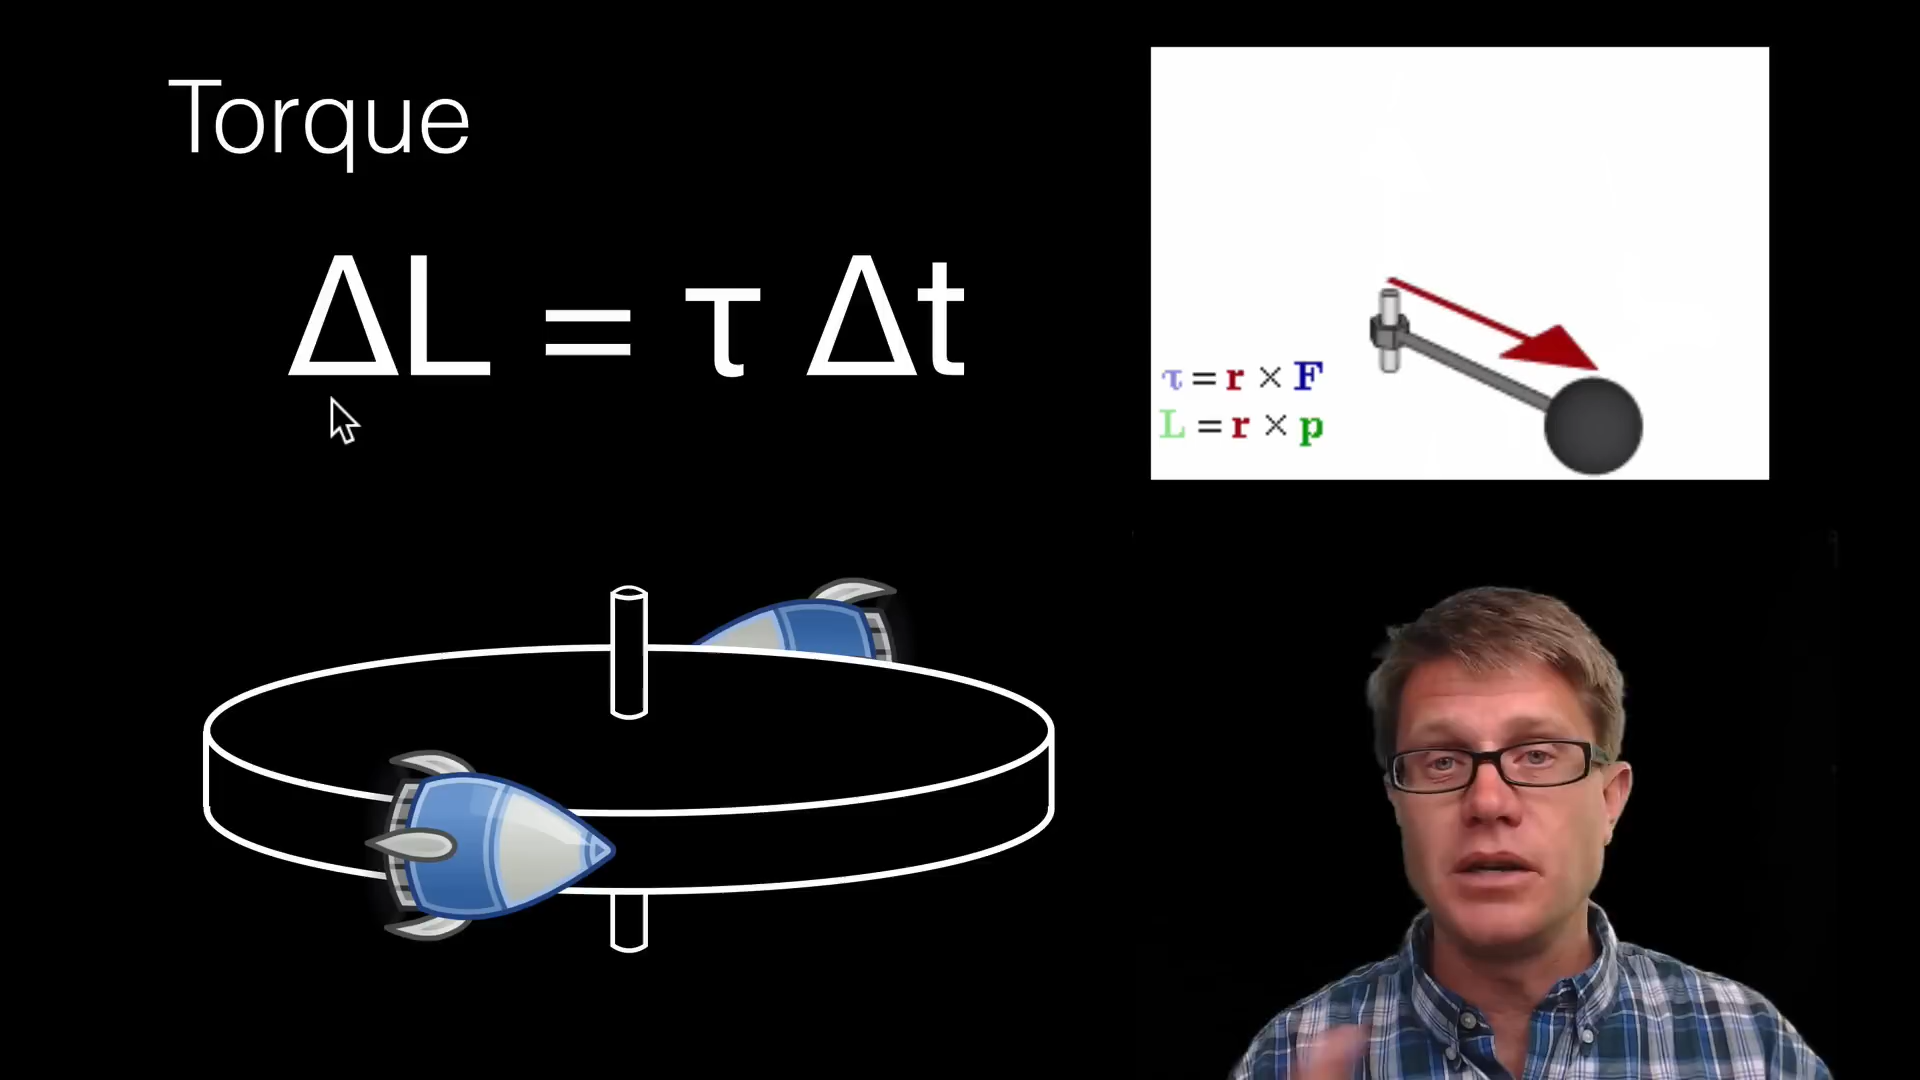 Torque
ΔL = τ Δt
τ = r × F
L = r × p